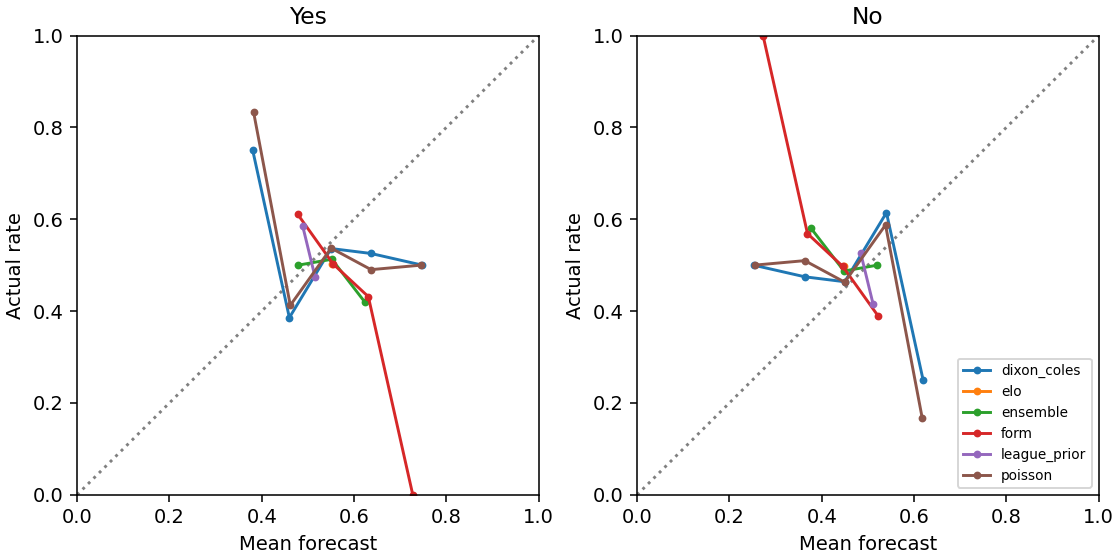 Yes
No
1.0
0.8
0.6
0.4
0.2
0.0
Actual rate
0.0
0.2
0.4
0.6
0.8
1.0
Mean forecast
1.0
0.8
0.6
0.4
0.2
0.0
Actual rate
0.0
0.2
0.4
0.6
0.8
1.0
Mean forecast
dixon_coles
elo
ensemble
form
league_prior
poisson